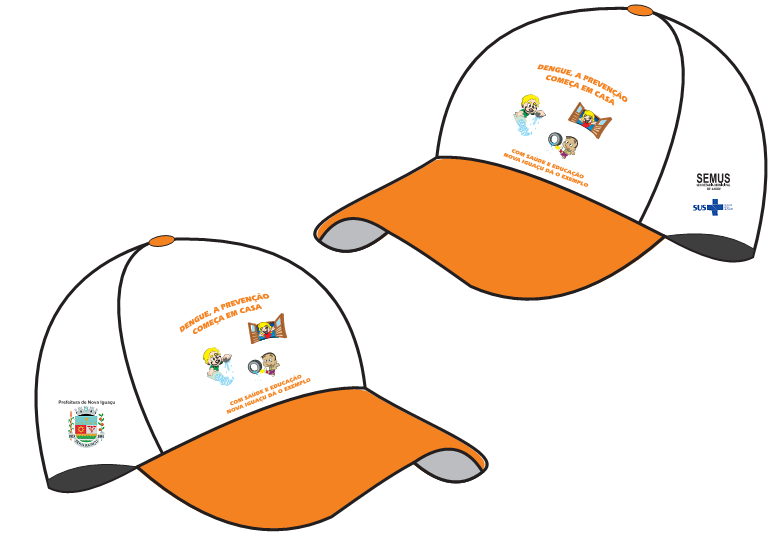 DENGUE, A PREVENÇÃO
COMEÇA EM CASA
COM SAÚDE E EDUCAÇÃO
NOVA IGUAÇU DÁ O EXEMPLO
SEMUS
SUS
DENGUE, A PREVENÇÃO
COMEÇA EM CASA
COM SAÚDE E EDUCAÇÃO
NOVA IGUAÇU DÁ O EXEMPLO
Prefeitura de Nova Iguaçu